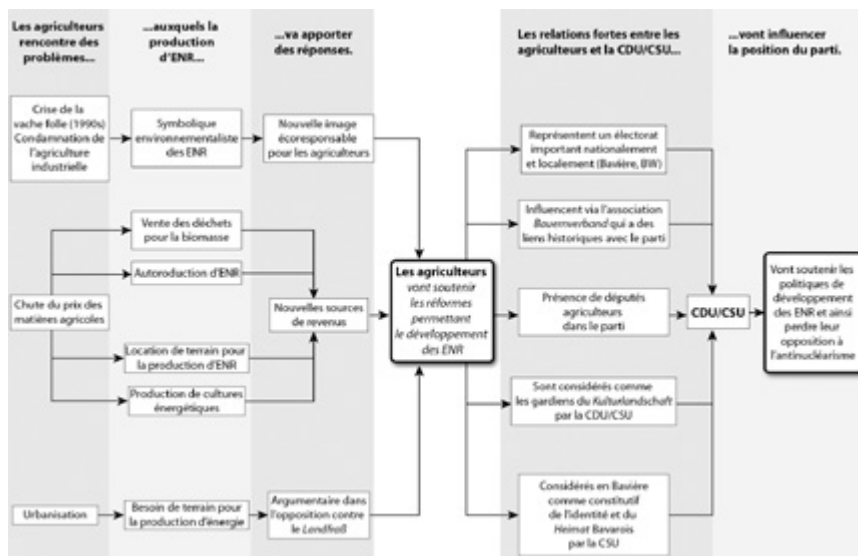 Les agriculteurs
rencontre des
problèmes...
...auxquels la
production
d'ENR...
...va apporter
des réponses.
Les relations fortes entre les
agriculteurs et la CDU/CSU...
...vont influencer
la position du parti.
Crise de la
vache folle (1990s)
Condamnation de
l'agriculture
industrielle
Symbolique
environnementaliste
des ENR
Nouvelle image
écoresponsable
pour les agriculteurs
Chute du prix des
matières agricoles
Vente des déchets
pour la biomasse
Autoroduction d'ENR
Location de terrain pour
la production d'ENR
Production de cultures
énergétiques
Nouvelles sources
de revenus
Urbanisation
Besoin de terrain pour
la production d'énergie
Argumentaire dans
l'opposition contre
le Landfraß
Les agriculteurs
vont soutenir
les réformes
permettant
le développement
des ENR
Représentent un électorat
important nationalement
et localement (Bavière, BW)
Influencent via l'association
Bauernverband qui a des
liens historiques avec le parti
Présence de députés
agriculteurs
dans le parti
Sont considérés comme
les gardiens du Kulturlandschaft
par la CDU/CSU
Considérés en Bavière
comme constitutif
de l'identité et du
Heimat Bavarois
par la CSU
CDU/CSU
Vont soutenir les
politiques de
développement
des ENR et ainsi
perdre leur
opposition à
l'antinucléarisme